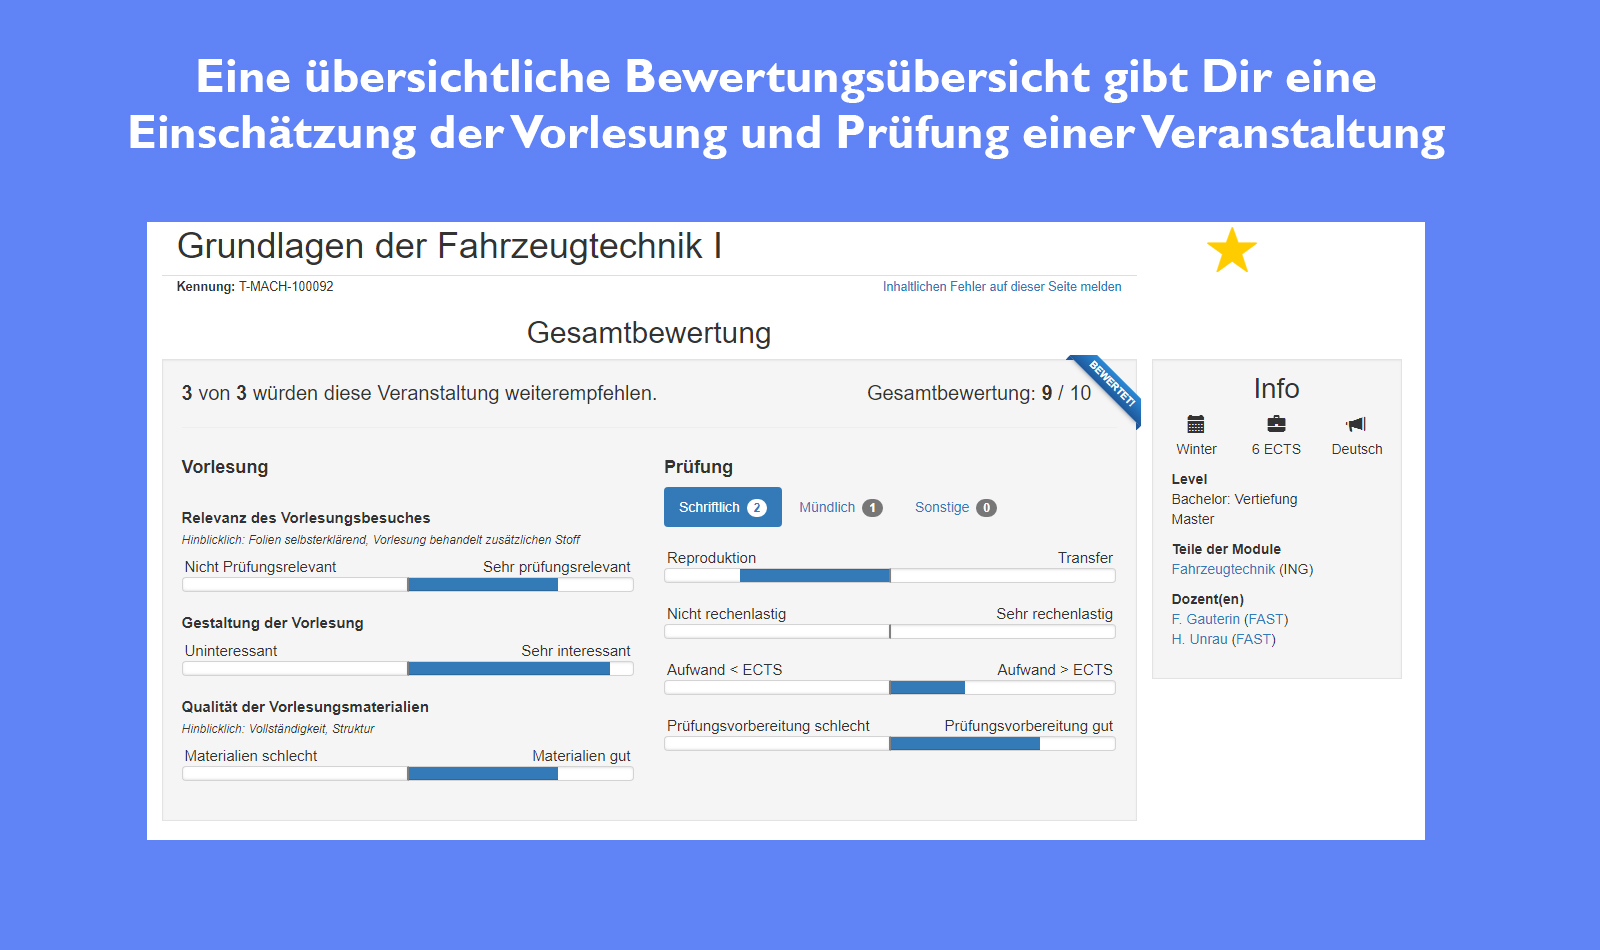 Eine übersichtliche Bewertungsübersicht gibt Dir eine
Einschätzung der Vorlesung und Prüfung einer Veranstaltung
Grundlagen der Fahrzeugtechnik I
Kennung: T-MACH-100092
Inhaltlichen Fehler auf dieser Seite melden
Gesamtbewertung
3 von 3 würden diese Veranstaltung weiterempfehlen.
Gesamtbewertung: 9 / 10
BEWERTET!
Vorlesung
Relevanz des Vorlesungsbesuches
Hinblicklich: Folien selbsterklärend, Vorlesung behandelt zusätzlichen Stoff
Nicht Prüfungsrelevant
Sehr prüfungsrelevant
Gestaltung der Vorlesung
Uninteressant
Sehr interessant
Qualität der Vorlesungsmaterialien
Hinblicklich: Vollständigkeit, Struktur
Materialien schlecht
Materialien gut
Prüfung
Schriftlich 2
Mündlich 1
Sonstige 0
Reproduktion
Transfer
Nicht rechenlastig
Sehr rechenlastig
Aufwand < ECTS
Aufwand > ECTS
Prüfungsvorbereitung schlecht
Prüfungsvorbereitung gut
Info
Winter
6 ECTS
Deutsch
Level
Bachelor: Vertiefung
Master
Teile der Module
Fahrzeugtechnik (ING)
Dozent(en)
F. Gauterin (FAST)
H. Unrau (FAST)